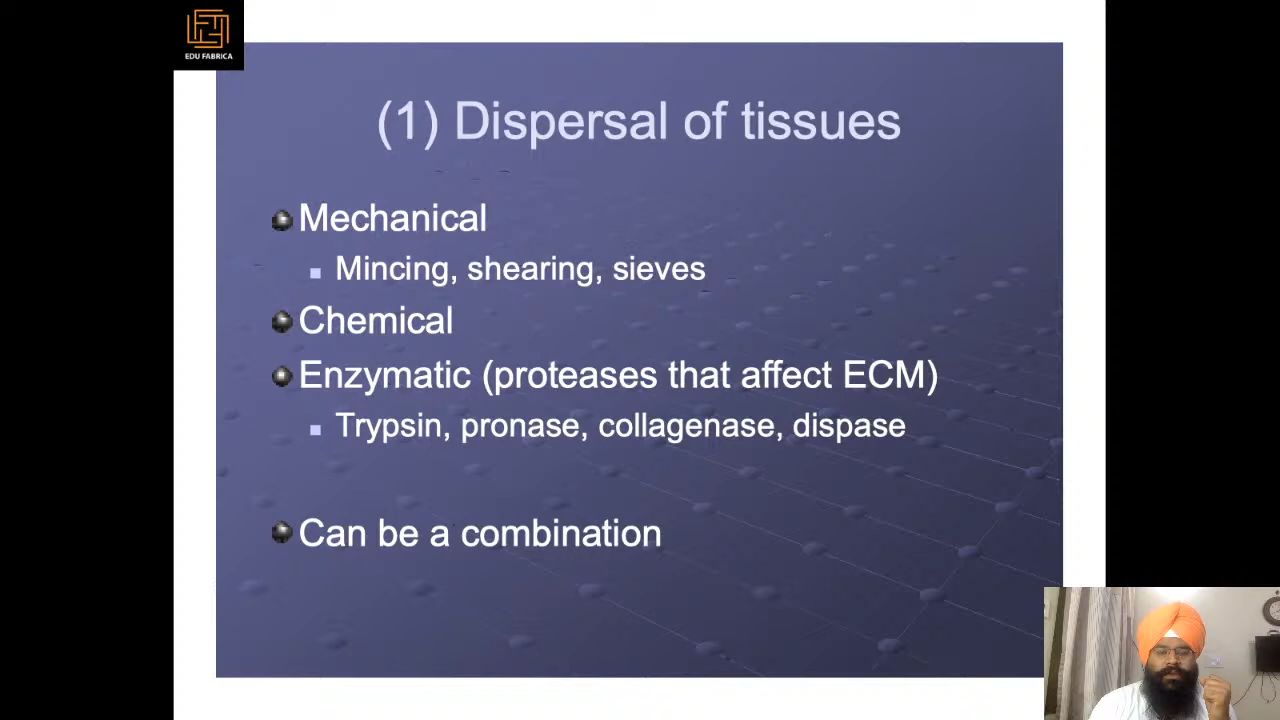 EDU FABRICA
(1) Dispersal of tissues
Mechanical
Mincing, shearing, sieves
Chemical
Enzymatic (proteases that affect ECM)
Trypsin, pronase, collagenase, dispase
Can be a combination